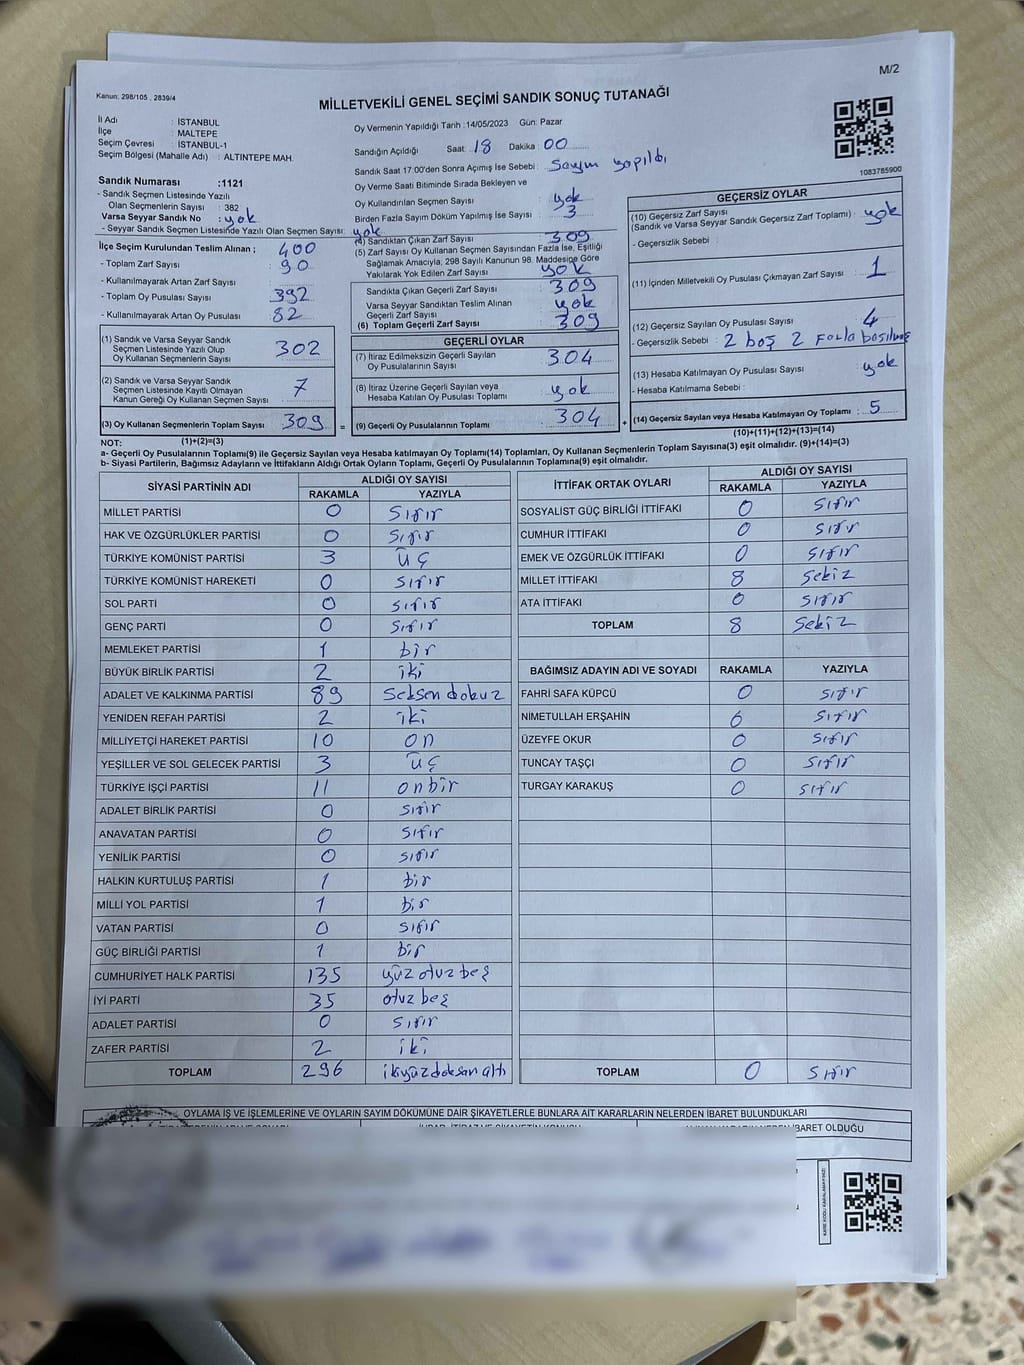 M/2
Kanun: 298/105 , 2839/4
MİLLETVEKİLİ GENEL SEÇİMİ SANDIK SONUÇ TUTANAĞI
İl Adı : İSTANBUL
İlçe : MALTEPE
Seçim Çevresi : İSTANBUL-1
Seçim Bölgesi (Mahalle Adı) : ALTINTEPE MAH.
Sandık Numarası :1121
- Sandık Seçmen Listesinde Yazılı
Olan Seçmenlerin Sayısı : 382
Varsa Seyyar Sandık No : yok
- Seyyar Sandık Seçmen Listesinde Yazılı Olan Seçmen Sayısı: yok
Oy Vermenin Yapıldığı Tarih :14/05/2023 Gün: Pazar
Sandığın Açıldığı Saat: 18 Dakika : 00
Sandık Saat 17:00'den Sonra Açımış İse Sebebi : Sayım yapıldı
Oy Verme Saati Bitiminde Sırada Bekleyen ve
Oy Kullandırılan Seçmen Sayısı : yok
Birden Fazla Sayım Döküm Yapılmış İse Sayısı : 3
1083785900
İlçe Seçim Kurulundan Teslim Alınan ;
- Toplam Zarf Sayısı : 400
- Kullanılmayarak Artan Zarf Sayısı : 90
- Toplam Oy Pusulası Sayısı : 392
- Kullanılmayarak Artan Oy Pusulası : 82
(4) Sandıktan Çıkan Zarf Sayısı : 309
(5) Zarf Sayısı Oy Kullanan Seçmen Sayısından Fazla İse, Eşitliği
Sağlamak Amacıyla, 298 Sayılı Kanunun 98. Maddesine Göre
Yakılarak Yok Edilen Zarf Sayısı : yok
Sandıkta Çıkan Geçerli Zarf Sayısı : 309
Varsa Seyyar Sandıktan Teslim Alınan
Geçerli Zarf Sayısı : yok
(6) Toplam Geçerli Zarf Sayısı : 309
GEÇERSİZ OYLAR
(10) Geçersiz Zarf Sayısı
(Sandık ve Varsa Seyyar Sandık Geçersiz Zarf Toplamı) : yok
- Geçersizlik Sebebi :
(11) İçinden Milletvekili Oy Pusulası Çıkmayan Zarf Sayısı : 1
(12) Geçersiz Sayılan Oy Pusulası Sayısı : 4
- Geçersizlik Sebebi : 2 boş 2 fazla basılmış
(13) Hesaba Katılmayan Oy Pusulası Sayısı : yok
- Hesaba Katılmama Sebebi :
(14) Geçersiz Sayılan veya Hesaba Katılmayan Oy Toplamı : 5
(1) Sandık ve Varsa Seyyar Sandık
Seçmen Listesinde Yazılı Olup
Oy Kullanan Seçmenlerin Sayısı : 302
(2) Sandık ve Varsa Seyyar Sandık
Seçmen Listesinde Kayıtlı Olmayan
Kanun Gereği Oy Kullanan Seçmen Sayısı : 7
(3) Oy Kullanan Seçmenlerin Toplam Sayısı : 309 =
GEÇERLİ OYLAR
(7) İtiraz Edilmeksizin Geçerli Sayılan
Oy Pusulalarının Sayısı : 304
(8) İtiraz Üzerine Geçerli Sayılan veya
Hesaba Katılan Oy Pusulası Toplamı : yok
(9) Geçerli Oy Pusulalarının Toplamı : 304 +
NOT: (1)+(2)=(3)
(10)+(11)+(12)+(13)=(14)
a- Geçerli Oy Pusulalarının Toplamı(9) ile Geçersiz Sayılan veya Hesaba katılmayan Oy Toplamı(14) Toplamları, Oy Kullanan Seçmenlerin Toplam Sayısına(3) eşit olmalıdır. (9)+(14)=(3)
b- Siyasi Partilerin, Bağımsız Adayların ve İttifakların Aldığı Ortak Oyların Toplamı, Geçerli Oy Pusulalarının Toplamına(9) eşit olmalıdır.
SİYASİ PARTİNİN ADI ALDIĞI OY SAYISI
RAKAMLA YAZIYLA
MİLLET PARTİSİ 0 Sıfır
HAK VE ÖZGÜRLÜKLER PARTİSİ 0 Sıfır
TÜRKİYE KOMÜNİST PARTİSİ 3 üç
TÜRKİYE KOMÜNİST HAREKETİ 0 sıfır
SOL PARTİ 0 sıfır
GENÇ PARTİ 0 sıfır
MEMLEKET PARTİSİ 1 bir
BÜYÜK BİRLİK PARTİSİ 2 iki
ADALET VE KALKINMA PARTİSİ 89 Seksen dokuz
YENİDEN REFAH PARTİSİ 2 iki
MİLLİYETÇİ HAREKET PARTİSİ 10 on
YEŞİLLER VE SOL GELECEK PARTİSİ 3 üç
TÜRKİYE İŞÇİ PARTİSİ 11 onbir
ADALET BİRLİK PARTİSİ 0 sıfır
ANAVATAN PARTİSİ 0 sıfır
YENİLİK PARTİSİ 0 sıfır
HALKIN KURTULUŞ PARTİSİ 1 bir
MİLLİ YOL PARTİSİ 1 bir
VATAN PARTİSİ 0 sıfır
GÜÇ BİRLİĞİ PARTİSİ 1 bir
CUMHURİYET HALK PARTİSİ 135 yüz otuz beş
İYİ PARTİ 35 otuz beş
ADALET PARTİSİ 0 sıfır
ZAFER PARTİSİ 2 iki
TOPLAM 296 ikiyüzdoksan altı
İTTİFAK ORTAK OYLARI ALDIĞI OY SAYISI
RAKAMLA YAZIYLA
SOSYALİST GÜÇ BİRLİĞİ İTTİFAKI 0 sıfır
CUMHUR İTTİFAKI 0 sıfır
EMEK VE ÖZGÜRLÜK İTTİFAKI 0 sıfır
MİLLET İTTİFAKI 8 sekiz
ATA İTTİFAKI 0 sıfır
TOPLAM 8 sekiz
BAĞIMSIZ ADAYIN ADI VE SOYADI RAKAMLA YAZIYLA
FAHRİ SAFA KÜPCÜ 0 sıfır
NİMETULLAH ERŞAHİN 0 sıfır
ÜZEYFE OKUR 0 sıfır
TUNCAY TAŞÇI 0 sıfır
TURGAY KARAKUŞ 0 sıfır
TOPLAM 0 sıfır
OYLAMA İŞ VE İŞLEMLERİNE VE OYLARIN SAYIM DÖKÜMÜNE DAİR ŞİKAYETLERLE BUNLARA AİT KARARLARIN NELERDEN İBARET BULUNDUKLARI
İBARET OLDUĞU